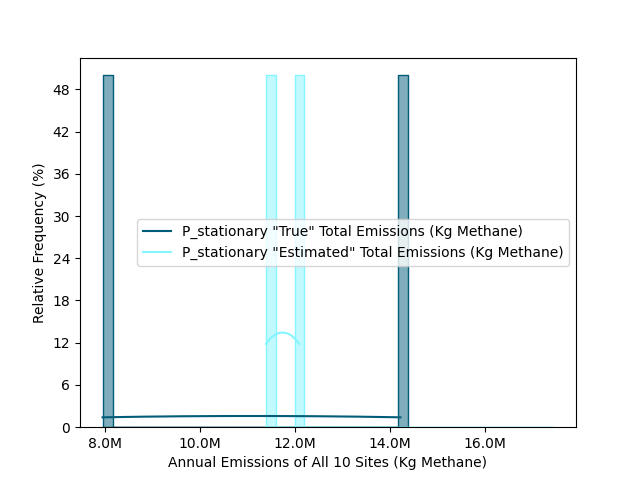 48
42
36
30
24
18
12
6
0
Relative Frequency (%)
P_stationary "True" Total Emissions (Kg Methane)
P_stationary "Estimated" Total Emissions (Kg Methane)
8.0M 10.0M 12.0M 14.0M 16.0M
Annual Emissions of All 10 Sites (Kg Methane)